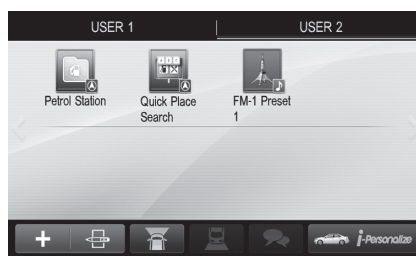 USER 1
USER 2
Petrol Station
Quick Place
Search
FM-1 Preset
1
i-Personalize